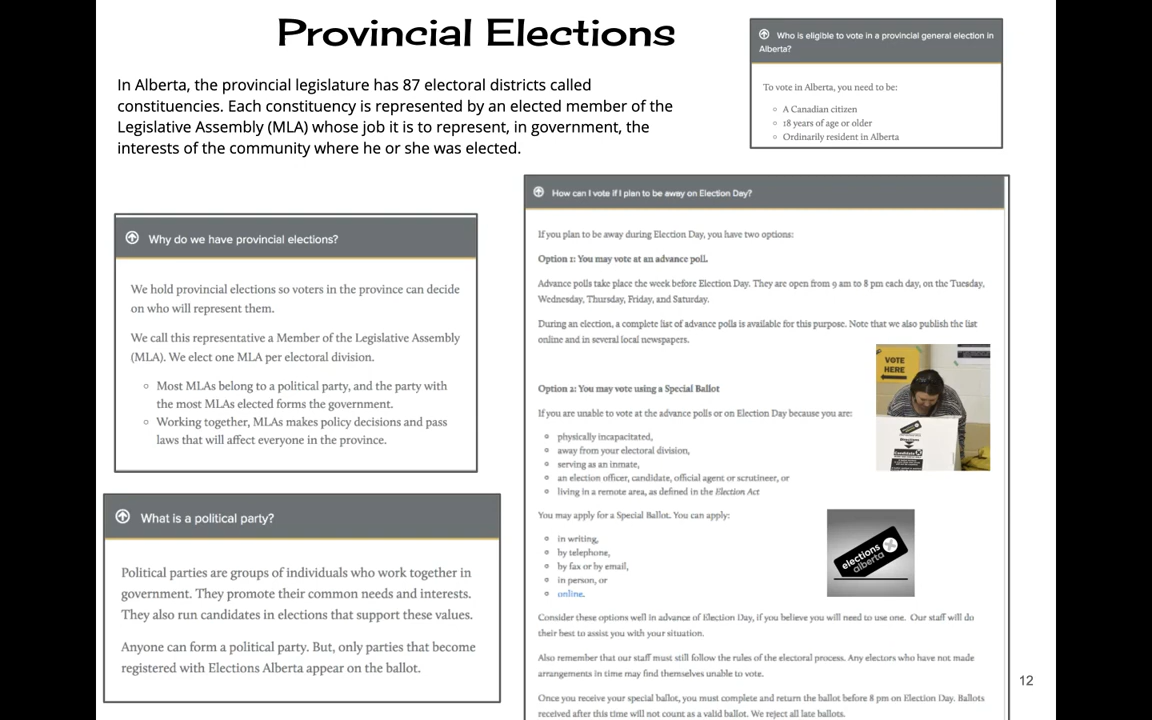 Provincial Elections
In Alberta, the provincial legislature has 87 electoral districts called
constituencies. Each constituency is represented by an elected member of the
Legislative Assembly (MLA) whose job it is to represent, in government, the
interests of the community where he or she was elected.
Who is eligible to vote in a provincial general election in
Alberta?
To vote in Alberta, you need to be:
A Canadian citizen
18 years of age or older
Ordinarily resident in Alberta
Why do we have provincial elections?
We hold provincial elections so voters in the province can decide
on who will represent them.
We call this representative a Member of the Legislative Assembly
(MLA). We elect one MLA per electoral division.
Most MLAs belong to a political party, and the party with
the most MLAs elected forms the government.
Working together, MLAs makes policy decisions and pass
laws that will affect everyone in the province.
What is a political party?
Political parties are groups of individuals who work together in
government. They promote their common needs and interests.
They also run candidates in elections that support these values.
Anyone can form a political party. But, only parties that become
registered with Elections Alberta appear on the ballot.
How can I vote if I plan to be away on Election Day?
If you plan to be away during Election Day, you have two options:
Option 1: You may vote at an advance poll.
Advance polls take place the week before Election Day. They are open from 9 am to 8 pm each day, on the Tuesday,
Wednesday, Thursday, Friday, and Saturday.
During an election, a complete list of advance polls is available for this purpose. Note that we also publish the list
online and in several local newspapers.
VOTE
HERE
Option 2: You may vote using a Special Ballot
If you are unable to vote at the advance polls or on Election Day because you are:
physically incapacitated,
away from your electoral division,
serving as an inmate,
an election officer, candidate, official agent or scrutineer, or
living in a remote area, as defined in the Election Act
You may apply for a Special Ballot. You can apply:
in writing,
by telephone,
by fax or by email,
in person, or
online.
elections
alberta
Consider these options well in advance of Election Day, if you believe you will need to use one. Our staff will do
their best to assist you with your situation.
Also remember that our staff must still follow the rules of the electoral process. Any electors who have not made
arrangements in time may find themselves unable to vote.
Once you receive your special ballot, you must complete and return the ballot before 8 pm on Election Day. Ballots
received after this time will not count as a valid ballot. We reject all late ballots.
12